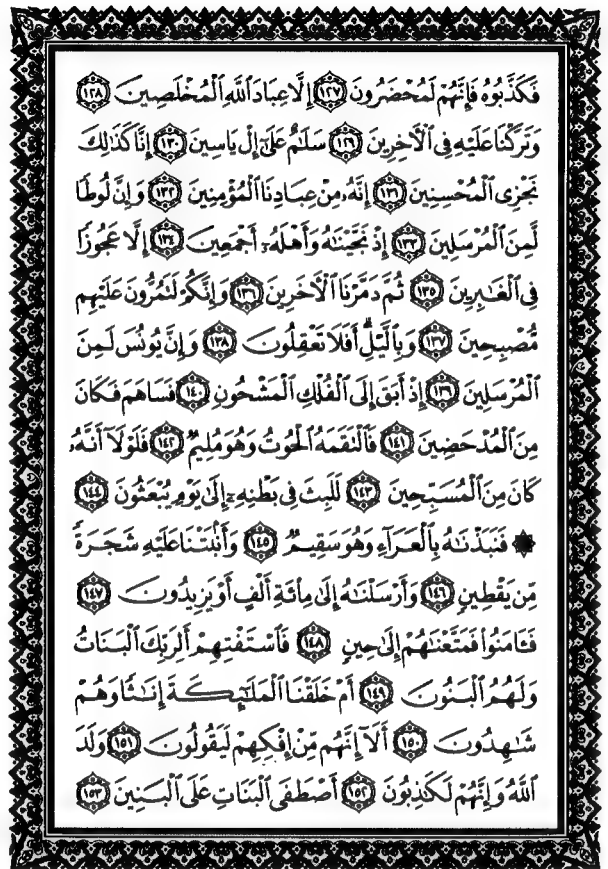 فَكَذَّبُوهُ فَإِنَّهُمْ لَمُحْضَرُونَ ١٢٧ إِلَّا عِبَادَ ٱللَّهِ ٱلْمُخْلَصِينَ ١٢٨
وَتَرَكْنَا عَلَيْهِ فِى ٱلْأَخِرِينَ ١٢٩ سَلَٰمٌ عَلَىٰٓ إِلْ يَاسِينَ ١٣٠ إِنَّا كَذَٰلِكَ
نَجْزِى ٱلْمُحْسِنِينَ ١٣١ إِنَّهُۥ مِنْ عِبَادِنَا ٱلْمُؤْمِنِينَ ١٣٢ وَإِنَّ لُوطًا
لَّمِنَ ٱلْمُرْسَلِينَ ١٣٣ إِذْ نَجَّيْنَٰهُ وَأَهْلَهُۥٓ أَجْمَعِينَ ١٣٤ إِلَّا عَجُوزًا
فِى ٱلْغَٰبِرِينَ ١٣٥ ثُمَّ دَمَّرْنَا ٱلْأَخَرِينَ ١٣٦ وَإِنَّكُمْ لَتَمُرُّونَ عَلَيْهِم
مُّصْبِحِينَ ١٣٧ وَبِٱلَّيْلِۗ أَفَلَا تَعْقِلُونَ ١٣٨ وَإِنَّ يُونُسَ لَمِنَ
ٱلْمُرْسَلِينَ ١٣٩ إِذْ أَبَقَ إِلَى ٱلْفُلْكِ ٱلْمَشْحُونِ ١٤٠ فَسَاهَمَ فَكَانَ
مِنَ ٱلْمُدْحَضِينَ ١٤١ فَٱلْتَقَمَهُ ٱلْحُوتُ وَهُوَ مُلِيمٌ ١٤٢ فَلَوْلَآ أَنَّهُۥ
كَانَ مِنَ ٱلْمُسَبِّحِينَ ١٤٣ لَلَبِثَ فِى بَطْنِهِۦٓ إِلَىٰ يَوْمِ يُبْعَثُونَ ١٤٤
۞ فَنَبَذْنَٰهُ بِٱلْعَرَآءِ وَهُوَ سَقِيمٌ ١٤٥ وَأَنۢبَتْنَا عَلَيْهِ شَجَرَةً
مِّن يَقْطِينٍ ١٤٦ وَأَرْسَلْنَٰهُ إِلَىٰ مِا۟ئَةِ أَلْفٍ أَوْ يَزِيدُونَ ١٤٧
فَـَٔامَنُوا۟ فَمَتَّعْنَٰهُمْ إِلَىٰ حِينٍ ١٤٨ فَٱسْتَفْتِهِمْ أَلِرَبِّكَ ٱلْبَنَاتُ
وَلَهُمُ ٱلْبَنُونَ ١٤٩ أَمْ خَلَقْنَا ٱلْمَلَٰٓئِكَةَ إِنَٰثًا وَهُمْ
شَٰهِدُونَ ١٥٠ أَلَآ إِنَّهُم مِّنْ إِفْكِهِمْ لَيَقُولُونَ ١٥١ وَلَدَ
ٱللَّهُ وَإِنَّهُمْ لَكَٰذِبُونَ ١٥٢ أَصْطَفَى ٱلْبَنَاتِ عَلَى ٱلْبَنِينَ ١٥٣